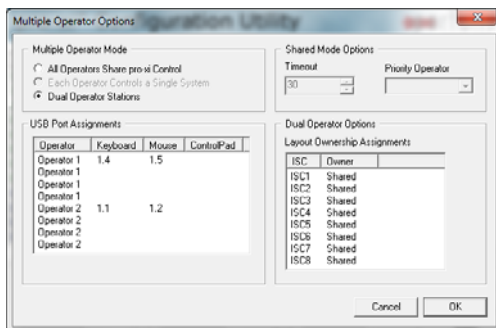 Multiple Operator Options
Multiple Operator Mode
All Operators Share pro-xi Control
Each Operator Controls a Single System
Dual Operator Stations
Shared Mode Options
Timeout
Priority Operator
30
USB Port Assignments
Operator Keyboard Mouse ControlPad
Operator 1 1.4 1.5
Operator 1
Operator 1
Operator 1
Operator 2 1.1 1.2
Operator 2
Operator 2
Operator 2
Dual Operator Options
Layout Ownership Assignments
ISC Owner
ISC1 Shared
ISC2 Shared
ISC3 Shared
ISC4 Shared
ISC5 Shared
ISC6 Shared
ISC7 Shared
ISC8 Shared
Cancel OK